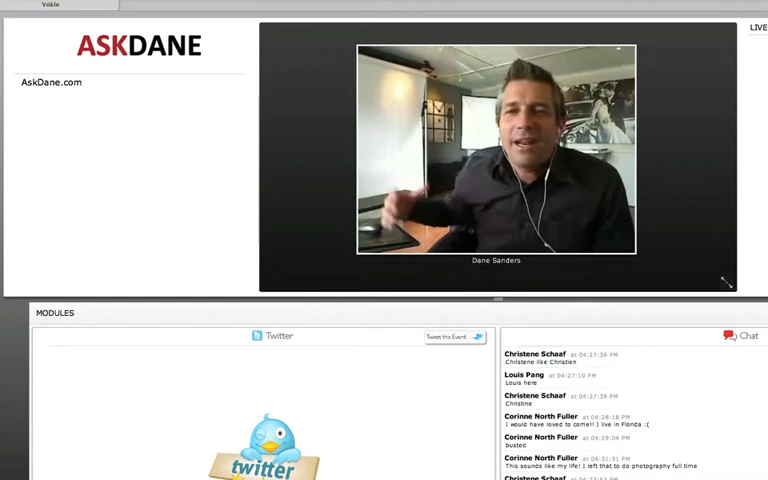 Vokle
LIVE
ASKDANE
AskDane.com
Dane Sanders
MODULES
Twitter
Tweet this Event!
Chat
Christene Schaaf at 04:27:36 PM
Christene like Christien
Louis Pang at 04:27:10 PM
Louis here
Christene Schaaf at 04:27:39 PM
Christine
Corinne North Fuller at 04:28:18 PM
I would have loved to come!! I live in Florida :(
Corinne North Fuller at 04:29:04 PM
busted
Corinne North Fuller at 04:31:31 PM
This sounds like my life! I left that to do photography full time
Christene Schaaf
twitter